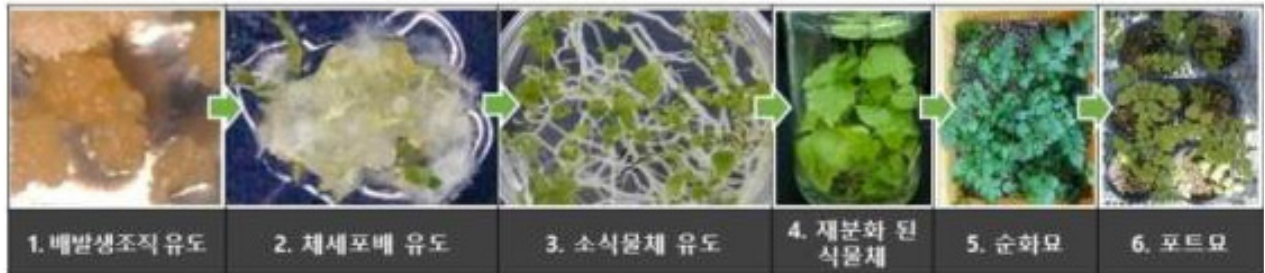 1. 배발생조직 유도
2. 체세포배 유도
3. 소식물체 유도
4. 재분화 된
식물체
5. 순화묘
6. 포트묘